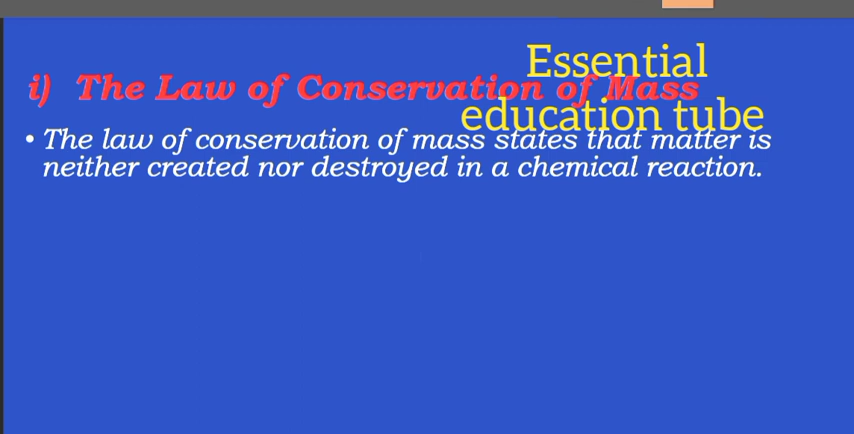 Essential
education tube
i) The Law of Conservation of Mass
• The law of conservation of mass states that matter is
neither created nor destroyed in a chemical reaction.